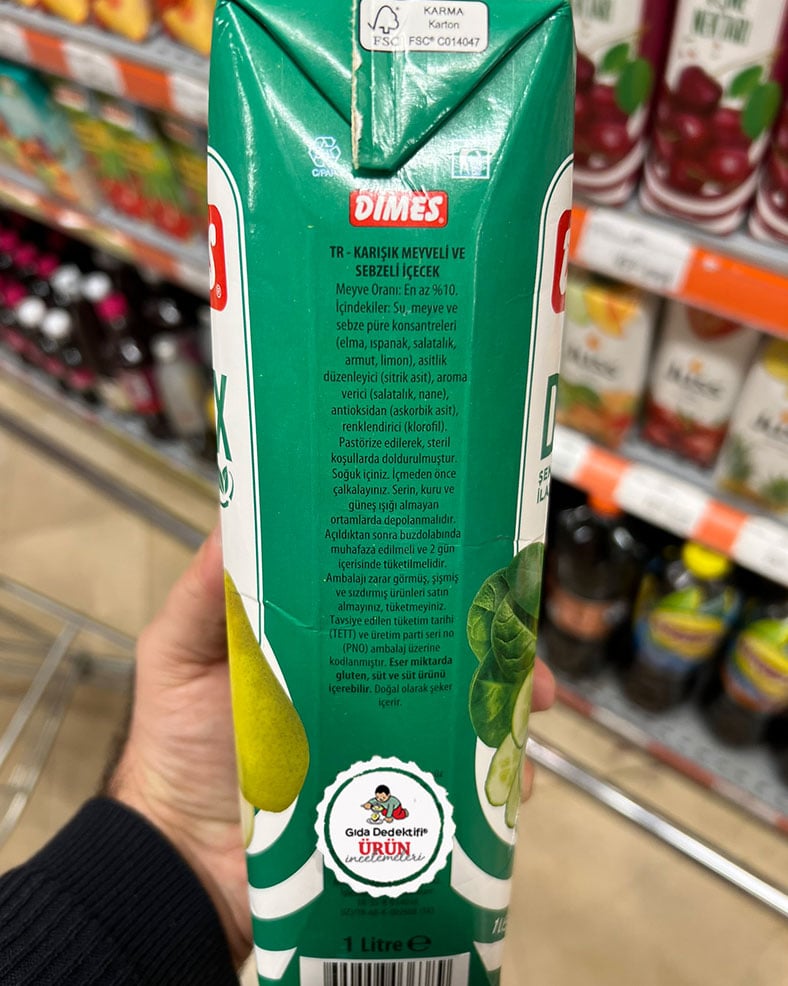 KARMA
Karton
FSC
FSC® C014047
C/PAP
DIMES
TR - KARIŞIK MEYVELİ VE
SEBZELİ İÇECEK
Meyve Oranı: En az %10.
İçindekiler: Su, meyve ve
sebze püre konsantreleri
(elma, ıspanak, salatalık,
armut, limon), asitlik
düzenleyici (sitrik asit), aroma
verici (salatalık, nane),
antioksidan (askorbik asit),
renklendirici (klorofil).
Pastörize edilerek, steril
koşullarda doldurulmuştur.
Soğuk içiniz. İçmeden önce
çalkalayınız. Serin, kuru ve
güneş ışığı almayan
ortamlarda depolanmalıdır.
Açıldıktan sonra buzdolabında
muhafaza edilmeli ve 2 gün
içerisinde tüketilmelidir.
Ambalajı zarar görmüş, şişmiş
ve sızdırmış ürünleri satın
almayınız, tüketmeyiniz.
Tavsiye edilen tüketim tarihi
(TETT) ve üretim parti seri no
(PNO) ambalaj üzerine
kodlanmıştır. Eser miktarda
gluten, süt ve süt ürünü
içerebilir. Doğal olarak şeker
içerir.
Gıda Dedektifi®
ÜRÜN
incelemeleri
1 Litre e